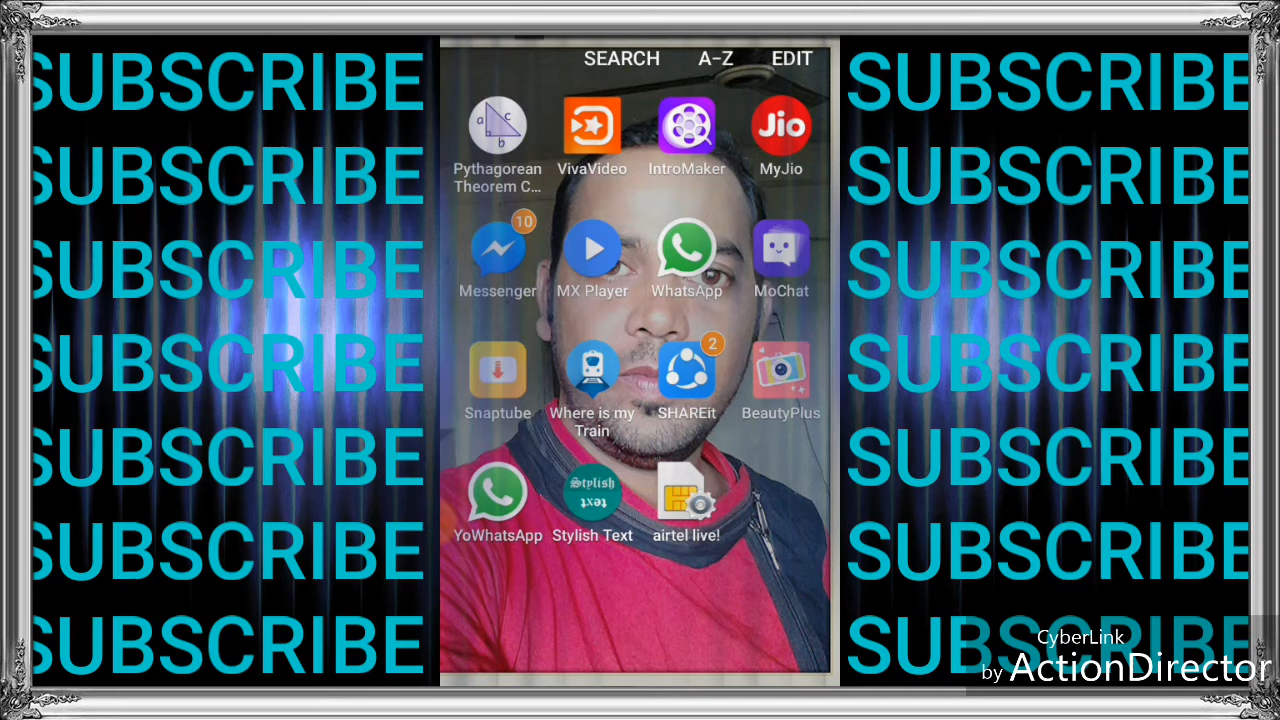 SUBSCRIBE SUBSCRIBE
SUBSCRIBE SUBSCRIBE
SUBSCRIBE SUBSCRIBE
SUBSCRIBE SUBSCRIBE
SUBSCRIBE SUBSCRIBE
SUBSCRIBE SUBSCRIBE
SUBSCRIBE SUBSCRIBE
SEARCH A-Z EDIT
a c b Jio
Pythagorean Theorem C... VivaVideo IntroMaker MyJio
10
Messenger MX Player WhatsApp MoChat
2
Snaptube Where is my Train SHAREit BeautyPlus
Stylish text
YoWhatsApp Stylish Text airtel live!
CyberLink
by ActionDirector